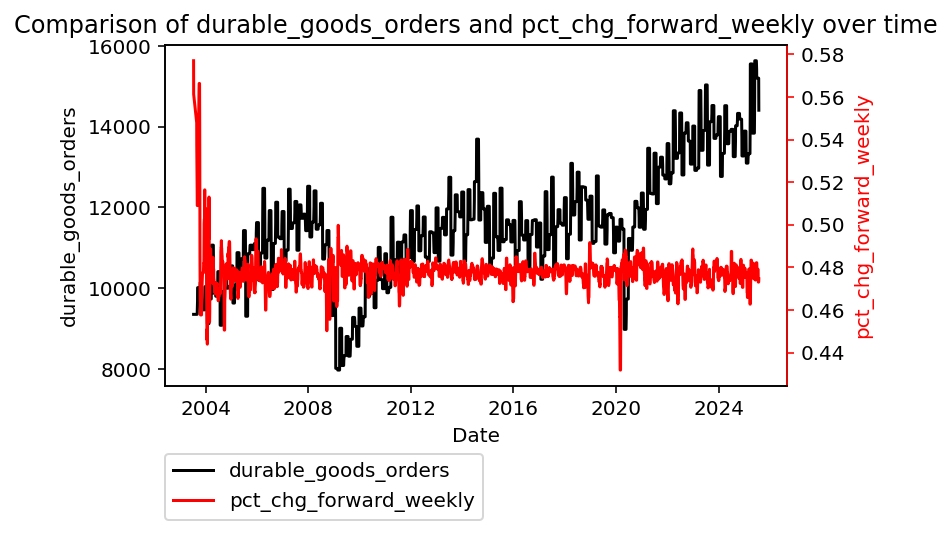 Comparison of durable_goods_orders and pct_chg_forward_weekly over time
16000
14000
12000
10000
8000
durable_goods_orders
0.58
0.56
0.54
0.52
0.50
0.48
0.46
0.44
pct_chg_forward_weekly
2004 2008 2012 2016 2020 2024
Date
durable_goods_orders
pct_chg_forward_weekly